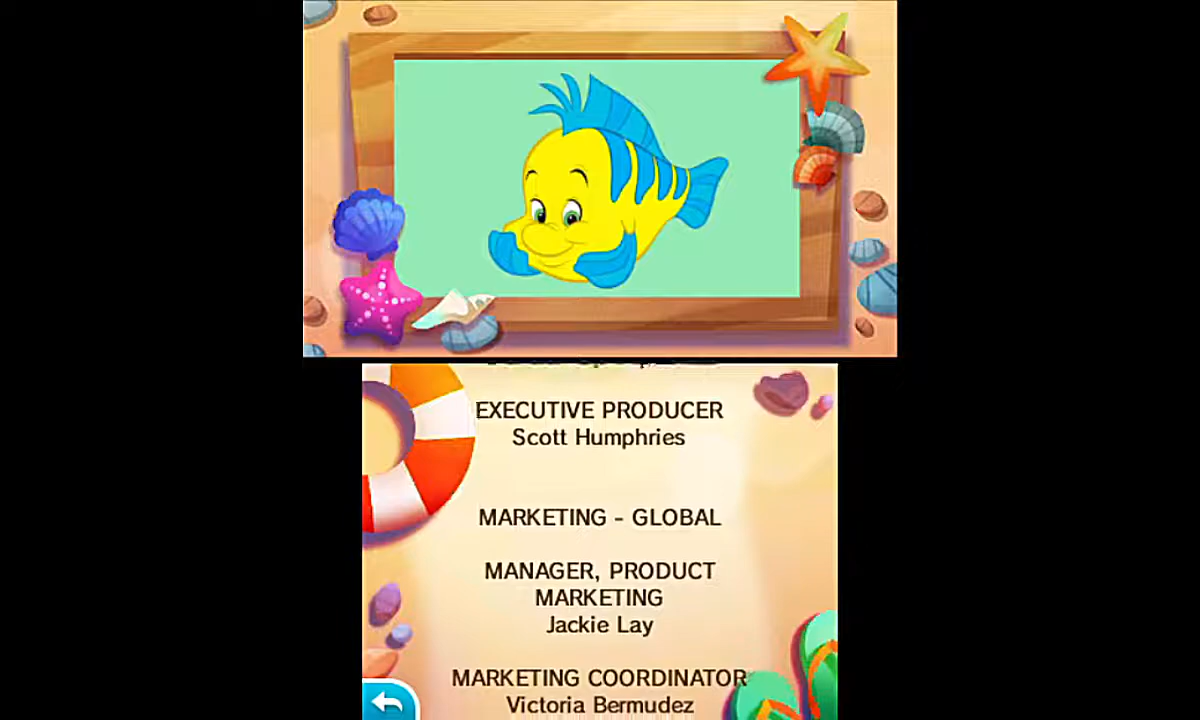 EXECUTIVE PRODUCER
Scott Humphries
MARKETING - GLOBAL
MANAGER, PRODUCT
MARKETING
Jackie Lay
MARKETING COORDINATOR
Victoria Bermudez